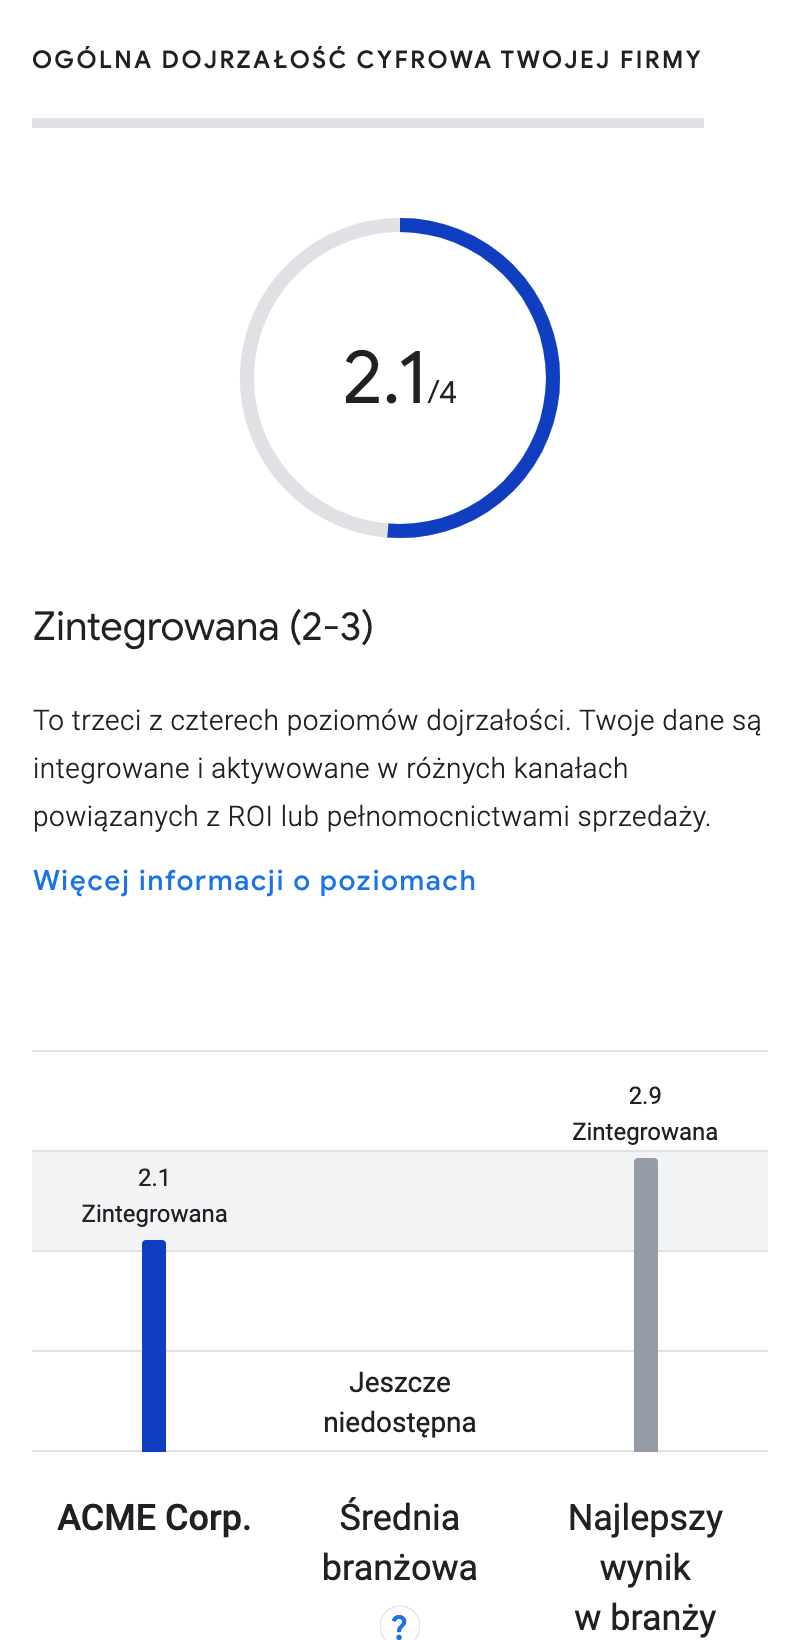 OGÓLNA DOJRZAŁOŚĆ CYFROWA TWOJEJ FIRMY
2.1/4
Zintegrowana (2-3)
To trzeci z czterech poziomów dojrzałości. Twoje dane są
integrowane i aktywowane w różnych kanałach
powiązanych z ROI lub pełnomocnictwami sprzedaży.
Więcej informacji o poziomach
2.1
Zintegrowana
Jeszcze
niedostępna
2.9
Zintegrowana
ACME Corp.
Średnia
branżowa
?
Najlepszy
wynik
w branży